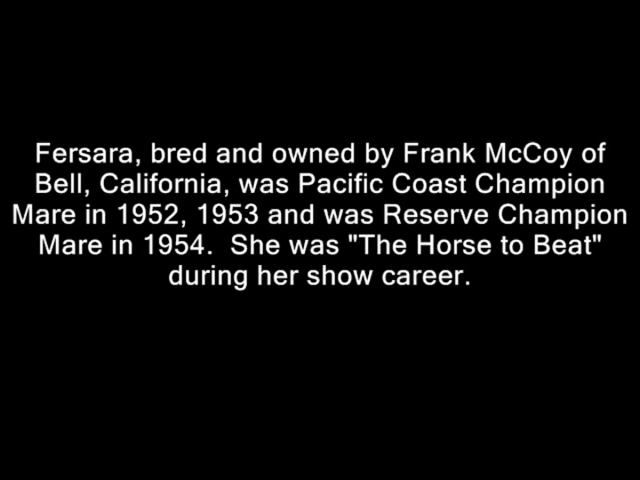 Fersara, bred and owned by Frank McCoy of
Bell, California, was Pacific Coast Champion
Mare in 1952, 1953 and was Reserve Champion
Mare in 1954.  She was "The Horse to Beat"
during her show career.